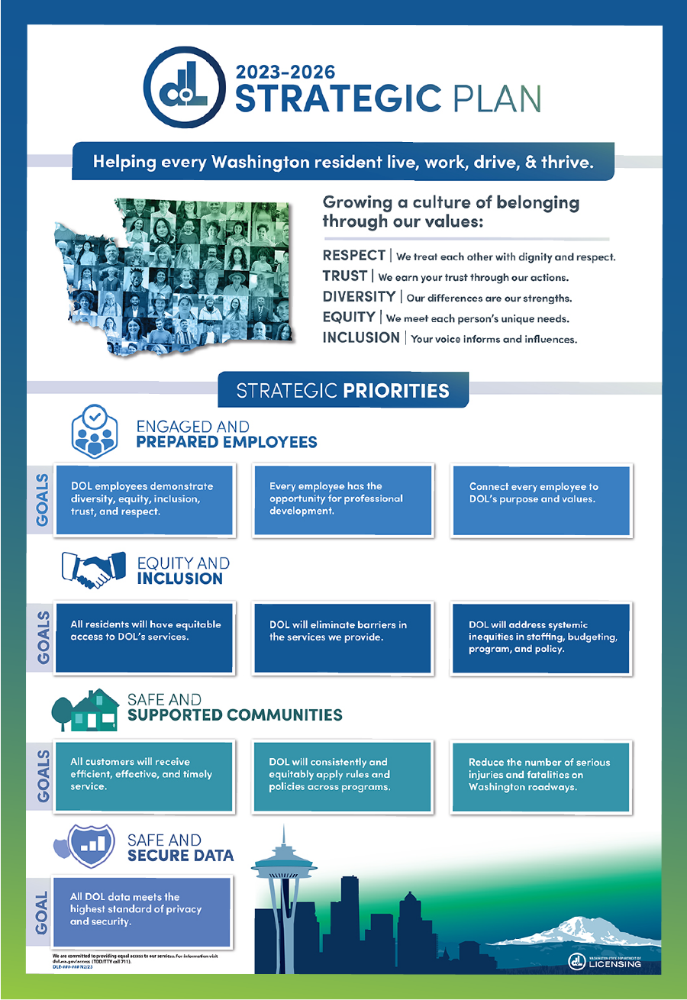 dol
2023-2026
STRATEGIC PLAN
Helping every Washington resident live, work, drive, & thrive.
Growing a culture of belonging
through our values:
RESPECT | We treat each other with dignity and respect.
TRUST | We earn your trust through our actions.
DIVERSITY | Our differences are our strengths.
EQUITY | We meet each person's unique needs.
INCLUSION | Your voice informs and influences.
STRATEGIC PRIORITIES
ENGAGED AND
PREPARED EMPLOYEES
GOALS
DOL employees demonstrate
diversity, equity, inclusion,
trust, and respect.
Every employee has the
opportunity for professional
development.
Connect every employee to
DOL's purpose and values.
EQUITY AND
INCLUSION
GOALS
All residents will have equitable
access to DOL's services.
DOL will eliminate barriers in
the services we provide.
DOL will address systemic
inequities in staffing, budgeting,
program, and policy.
SAFE AND
SUPPORTED COMMUNITIES
GOALS
All customers will receive
efficient, effective, and timely
service.
DOL will consistently and
equitably apply rules and
policies across programs.
Reduce the number of serious
injuries and fatalities on
Washington roadways.
SAFE AND
SECURE DATA
GOAL
All DOL data meets the
highest standard of privacy
and security.
We are committed to providing equal access to our services. For information visit
dol.wa.gov/access (TDD/TTY call 711).
DLE-###-### N2/23
dol
WASHINGTON STATE DEPARTMENT OF
LICENSING